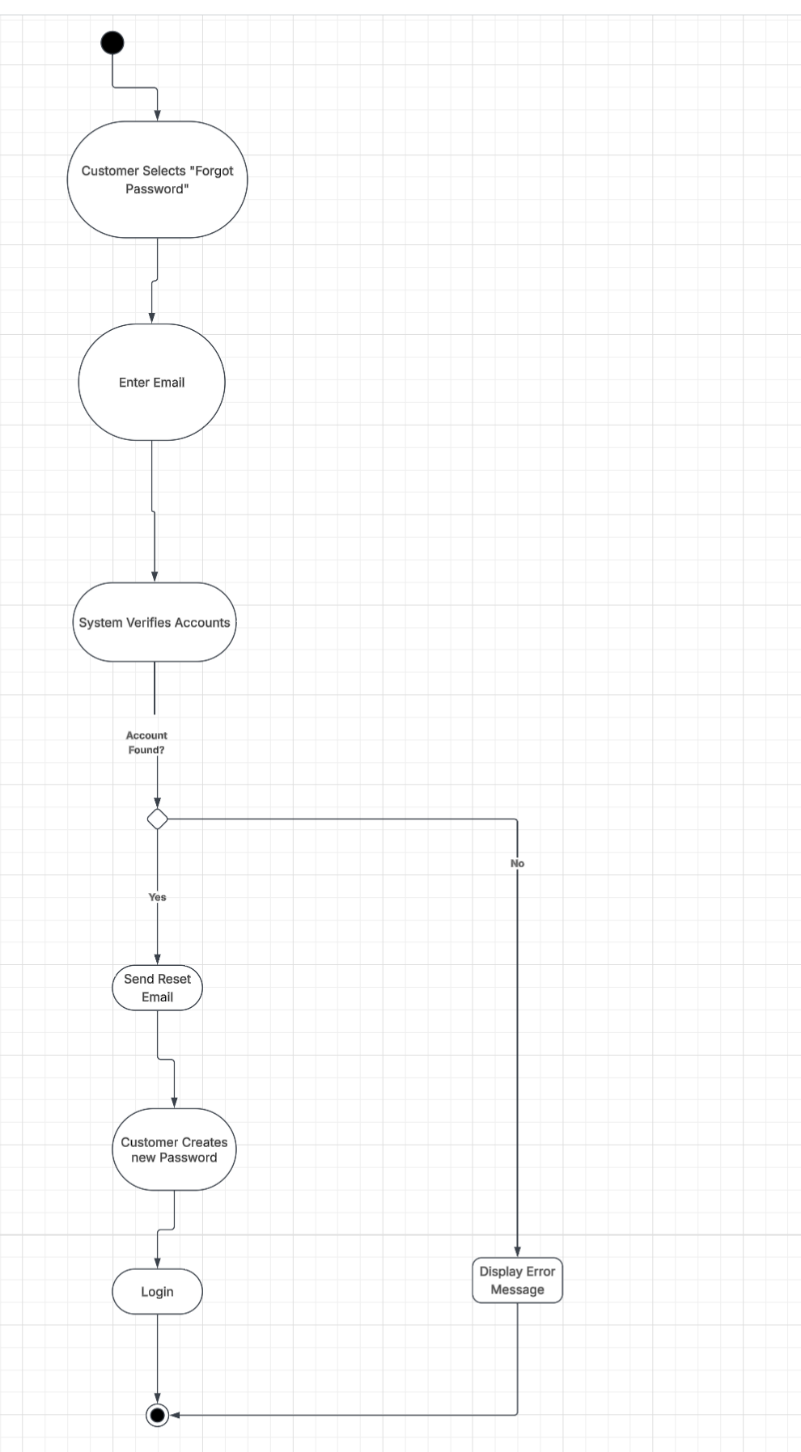 Customer Selects "Forgot
Password"
Enter Email
System Verifies Accounts
Account
Found?
No
Yes
Send Reset
Email
Customer Creates
new Password
Display Error
Message
Login